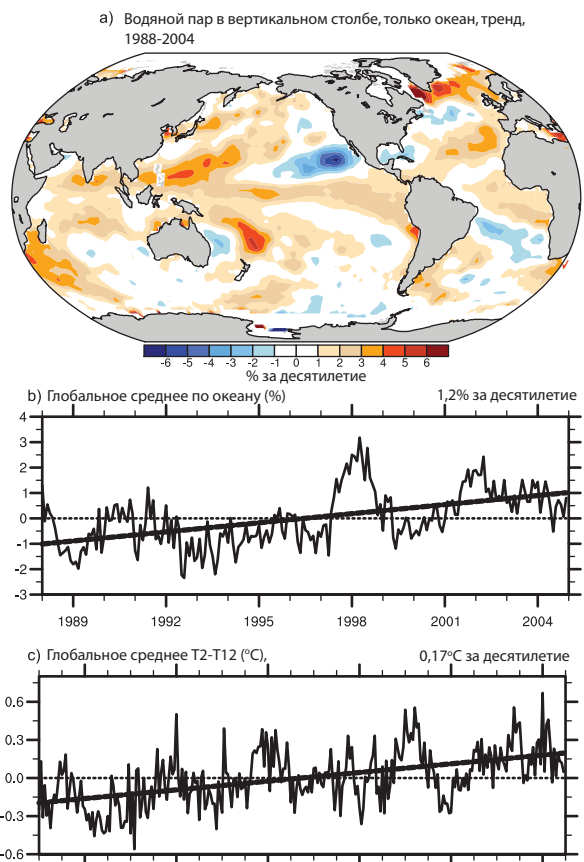 a) Водяной пар в вертикальном столбе, только океан, тренд,
1988-2004
-6 -5 -4 -3 -2 -1 0 1 2 3 4 5 6
% за десятилетие
b) Глобальное среднее по океану (%) 1,2% за десятилетие
4
3
2
1
0
-1
-2
-3
1989 1992 1995 1998 2001 2004
c) Глобальное среднее T2-T12 (°C), 0,17°C за десятилетие
0.6
0.3
0.0
-0.3
-0.6